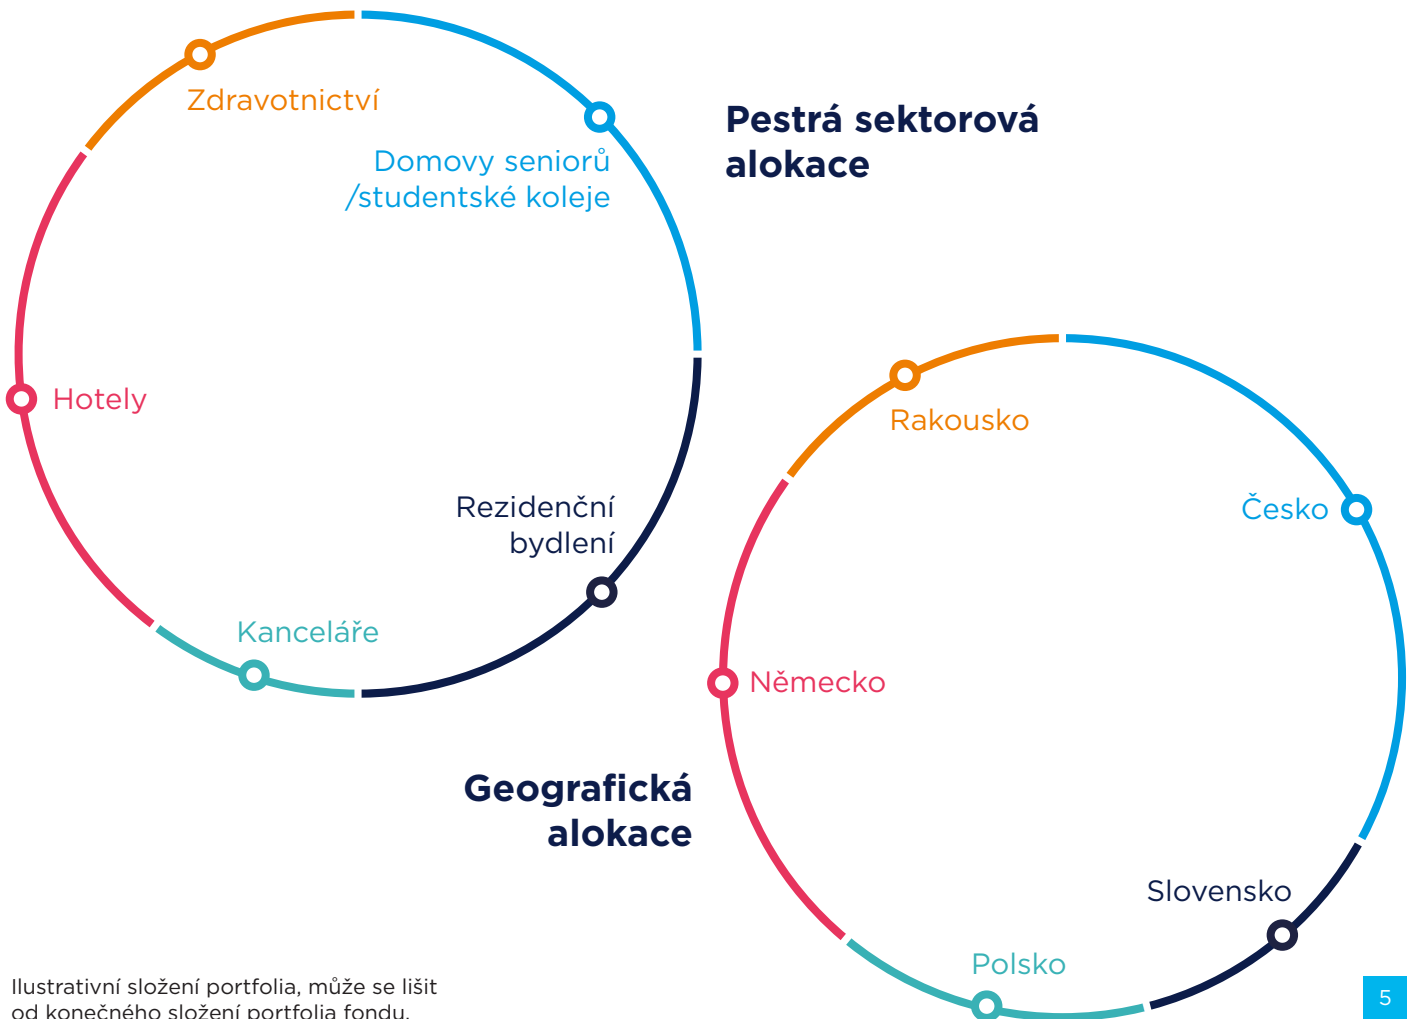 Zdravotnictví
Domovy seniorů
/studentské koleje
Pestrá sektorová
alokace
Hotely
Rezidenční
bydlení
Kanceláře
Rakousko
Česko
Německo
Geografická
alokace
Slovensko
Polsko
Ilustrativní složení portfolia, může se lišit
od konečného složení portfolia fondu.
5